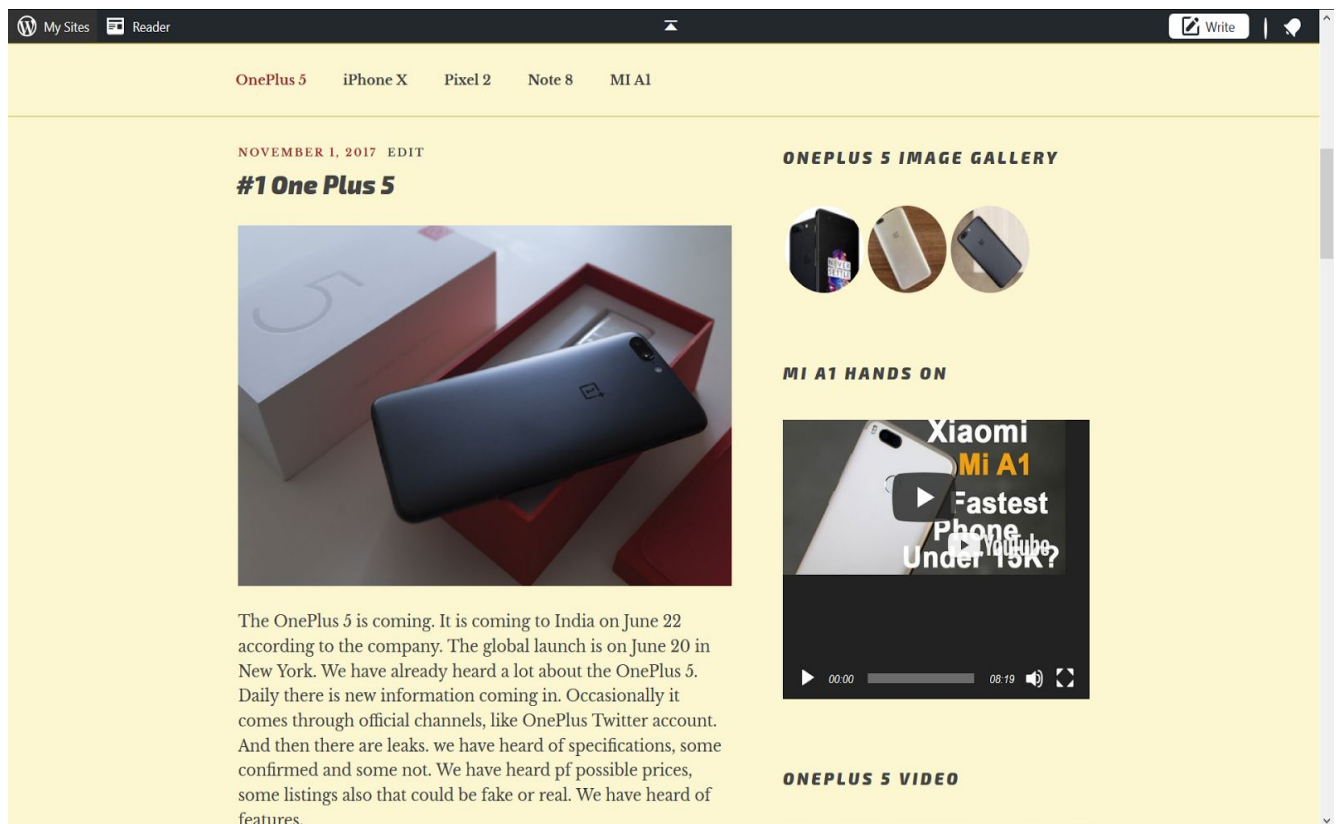 My Sites Reader Write
OnePlus 5 iPhone X Pixel 2 Note 8 MI A1
NOVEMBER 1, 2017 EDIT
#1 One Plus 5
5
The OnePlus 5 is coming. It is coming to India on June 22
according to the company. The global launch is on June 20 in
New York. We have already heard a lot about the OnePlus 5.
Daily there is new information coming in. Occasionally it
comes through official channels, like OnePlus Twitter account.
And then there are leaks. we have heard of specifications, some
confirmed and some not. We have heard pf possible prices,
some listings also that could be fake or real. We have heard of
features.
ONEPLUS 5 IMAGE GALLERY
NEVER
SETTLE
MI A1 HANDS ON
Xiaomi
Mi A1
Fastest
Phone
YouTube
Under 15K?
00:00 08:19
ONEPLUS 5 VIDEO